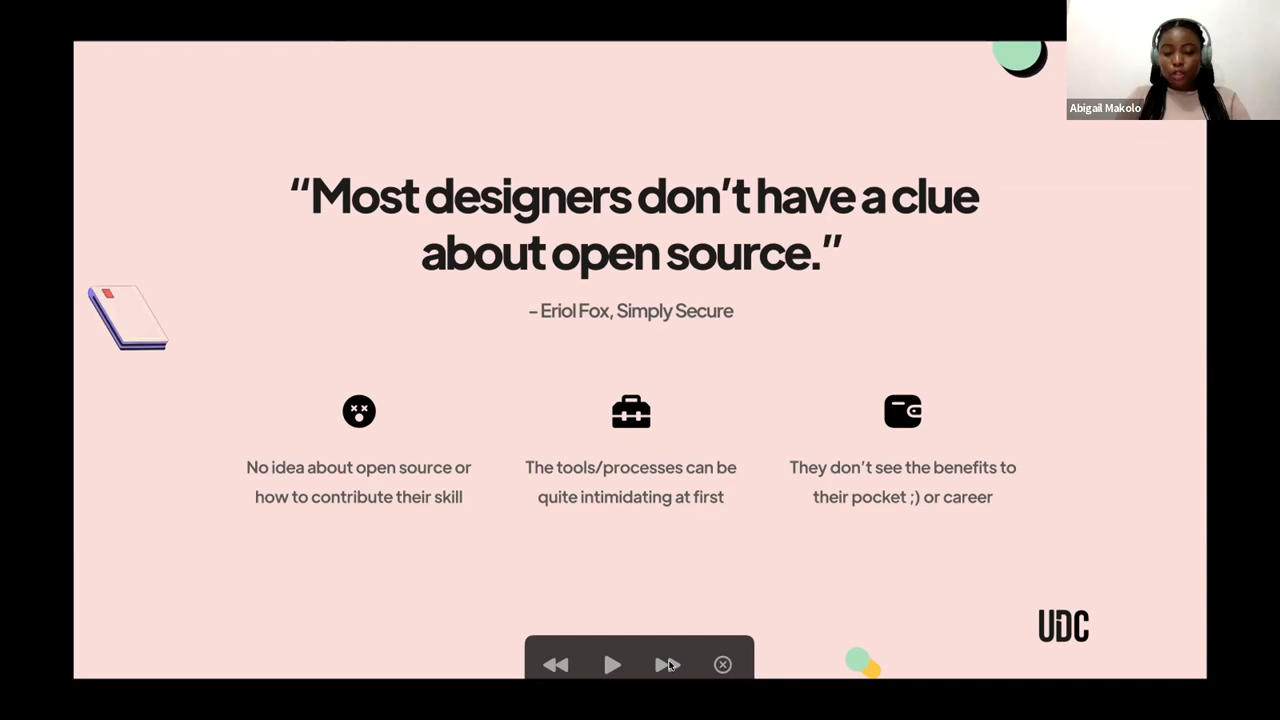 Abigail Makolo
“Most designers don’t have a clue
about open source.”
– Eriol Fox, Simply Secure
No idea about open source or
how to contribute their skill
The tools/processes can be
quite intimidating at first
They don’t see the benefits to
their pocket ;) or career
UDC